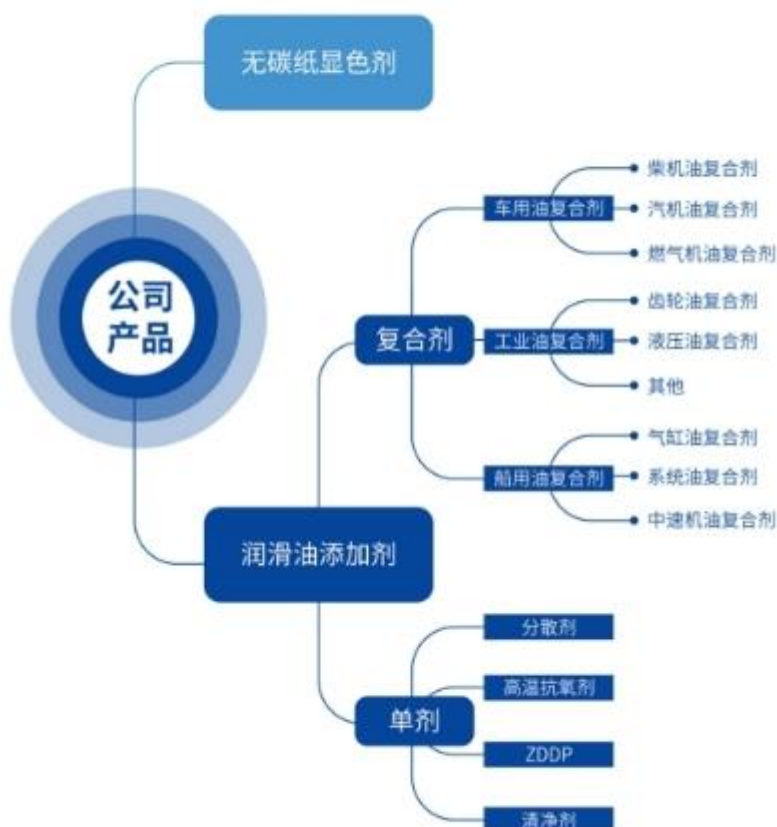 无碳纸显色剂
公司
产品
柴机油复合剂
车用油复合剂
汽机油复合剂
燃气机油复合剂
齿轮油复合剂
复合剂
工业油复合剂
液压油复合剂
其他
气缸油复合剂
船用油复合剂
系统油复合剂
中速机油复合剂
润滑油添加剂
分散剂
高温抗氧剂
单剂
ZDDP
清净剂